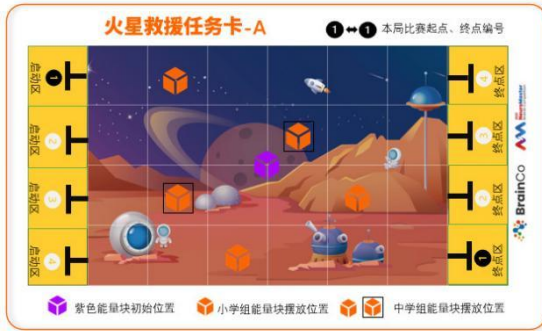 火星救援任务卡-A
1 1 本局比赛起点、终点编号
启动区 1
启动区 2
启动区 3
启动区 4
4 终点区
3 终点区
2 终点区
1 终点区
BrainCo
紫色能量块初始位置
小学组能量块摆放位置
中学组能量块摆放位置